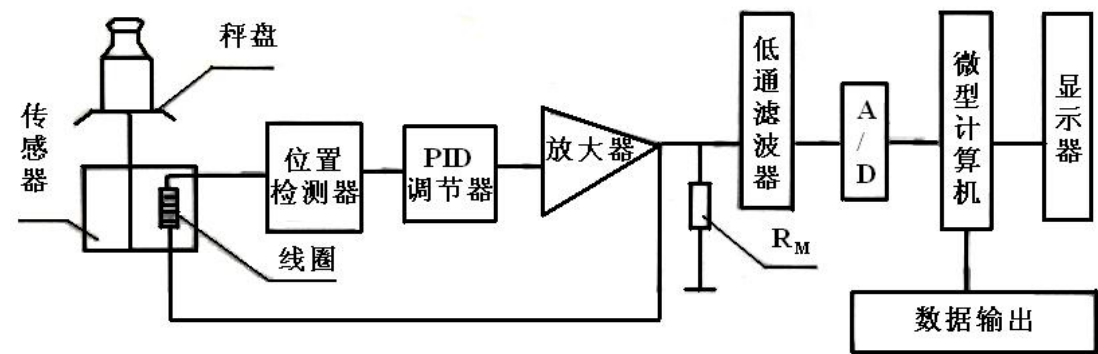 秤盘
传感器
位置
检测器
PID
调节器
放大器
低通滤波器
A/D
微型计算机
显示器
线圈
R_M
数据输出